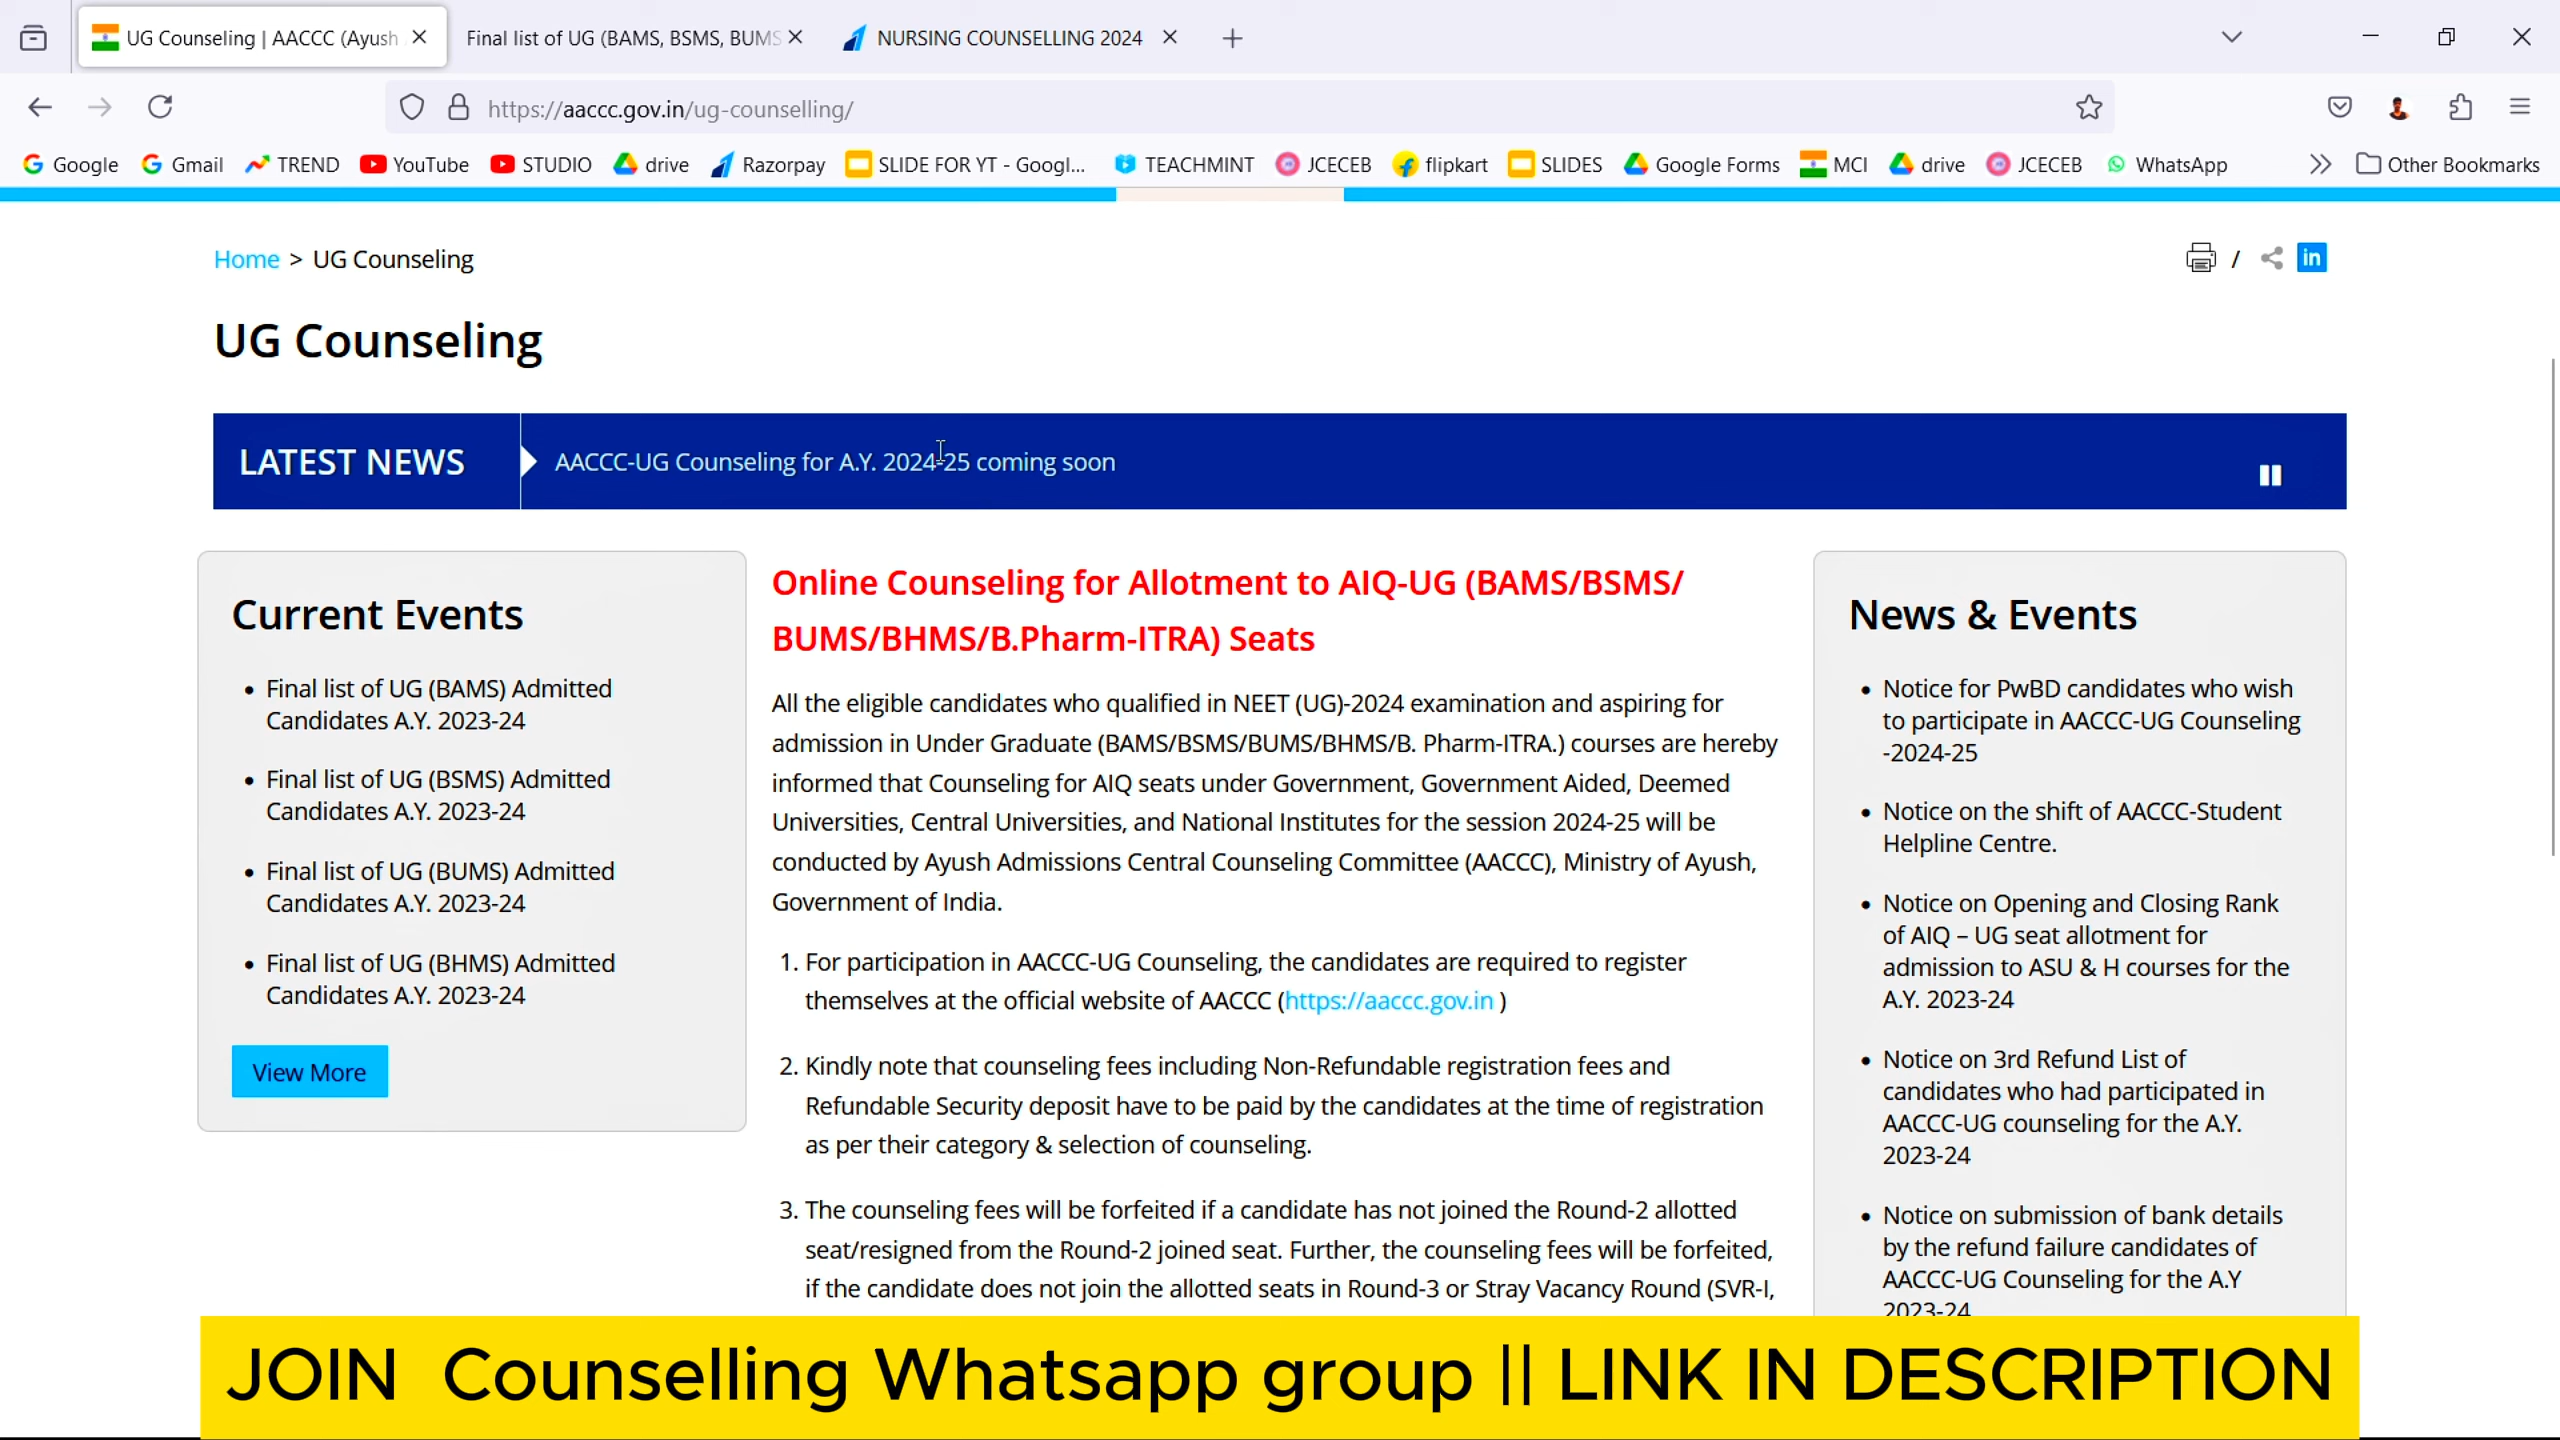 UG Counseling | AACCC (Ayush
Final list of UG (BAMS, BSMS, BUMS
NURSING COUNSELLING 2024
https://aaccc.gov.in/ug-counselling/
Google
Gmail
TREND
YouTube
STUDIO
drive
Razorpay
SLIDE FOR YT - Googl...
TEACHMINT
JCECEB
flipkart
SLIDES
Google Forms
MCI
drive
JCECEB
WhatsApp
Other Bookmarks
Home > UG Counseling
/
in
UG Counseling
LATEST NEWS
AACCC-UG Counseling for A.Y. 2024-25 coming soon
Current Events
Final list of UG (BAMS) Admitted
Candidates A.Y. 2023-24
Final list of UG (BSMS) Admitted
Candidates A.Y. 2023-24
Final list of UG (BUMS) Admitted
Candidates A.Y. 2023-24
Final list of UG (BHMS) Admitted
Candidates A.Y. 2023-24
View More
Online Counseling for Allotment to AIQ-UG (BAMS/BSMS/
BUMS/BHMS/B.Pharm-ITRA) Seats
All the eligible candidates who qualified in NEET (UG)-2024 examination and aspiring for
admission in Under Graduate (BAMS/BSMS/BUMS/BHMS/B. Pharm-ITRA.) courses are hereby
informed that Counseling for AIQ seats under Government, Government Aided, Deemed
Universities, Central Universities, and National Institutes for the session 2024-25 will be
conducted by Ayush Admissions Central Counseling Committee (AACCC), Ministry of Ayush,
Government of India.
1. For participation in AACCC-UG Counseling, the candidates are required to register
themselves at the official website of AACCC (https://aaccc.gov.in )
2. Kindly note that counseling fees including Non-Refundable registration fees and
Refundable Security deposit have to be paid by the candidates at the time of registration
as per their category & selection of counseling.
3. The counseling fees will be forfeited if a candidate has not joined the Round-2 allotted
seat/resigned from the Round-2 joined seat. Further, the counseling fees will be forfeited,
if the candidate does not join the allotted seats in Round-3 or Stray Vacancy Round (SVR-I,
News & Events
Notice for PwBD candidates who wish
to participate in AACCC-UG Counseling
-2024-25
Notice on the shift of AACCC-Student
Helpline Centre.
Notice on Opening and Closing Rank
of AIQ – UG seat allotment for
admission to ASU & H courses for the
A.Y. 2023-24
Notice on 3rd Refund List of
candidates who had participated in
AACCC-UG counseling for the A.Y.
2023-24
Notice on submission of bank details
by the refund failure candidates of
AACCC-UG Counseling for the A.Y
2023-24
JOIN Counselling Whatsapp group || LINK IN DESCRIPTION